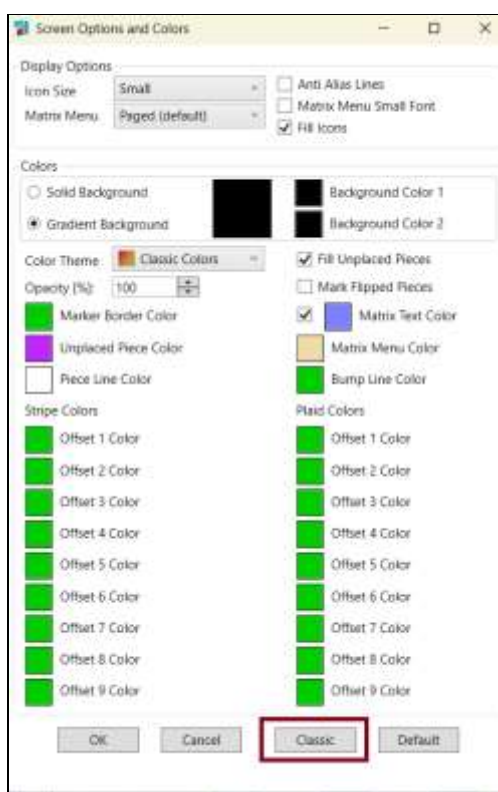 Screen Options and Colors
Display Options
Icon Size Small
Anti Alias Lines
Matrix Menu Small Font
Matrix Menu Paged (default)
Fill Icons
Colors
Solid Background Background Color 1
Gradient Background Background Color 2
Color Theme Classic Colors Fill Unplaced Pieces
Opacity (%): 100 Mark Flipped Pieces
Marker Border Color Matrix Text Color
Unplaced Piece Color Matrix Menu Color
Piece Line Color Bump Line Color
Stripe Colors Plaid Colors
Offset 1 Color Offset 1 Color
Offset 2 Color Offset 2 Color
Offset 3 Color Offset 3 Color
Offset 4 Color Offset 4 Color
Offset 5 Color Offset 5 Color
Offset 6 Color Offset 6 Color
Offset 7 Color Offset 7 Color
Offset 8 Color Offset 8 Color
Offset 9 Color Offset 9 Color
OK Cancel Classic Default